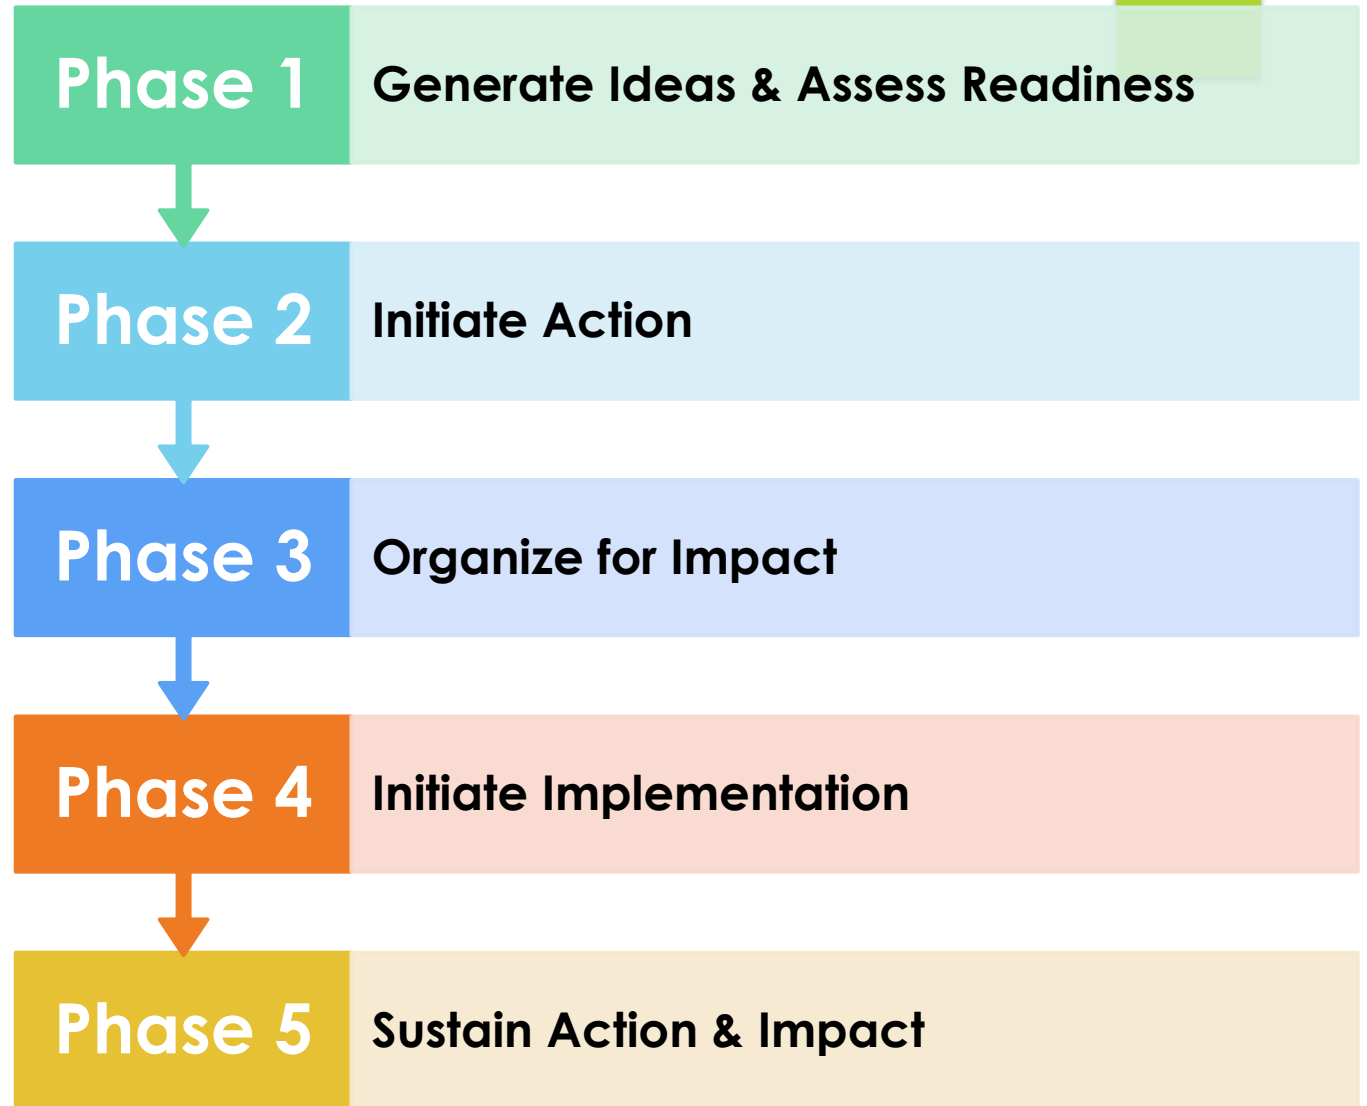 Phase 1
Generate Ideas & Assess Readiness
Phase 2
Initiate Action
Phase 3
Organize for Impact
Phase 4
Initiate Implementation
Phase 5
Sustain Action & Impact